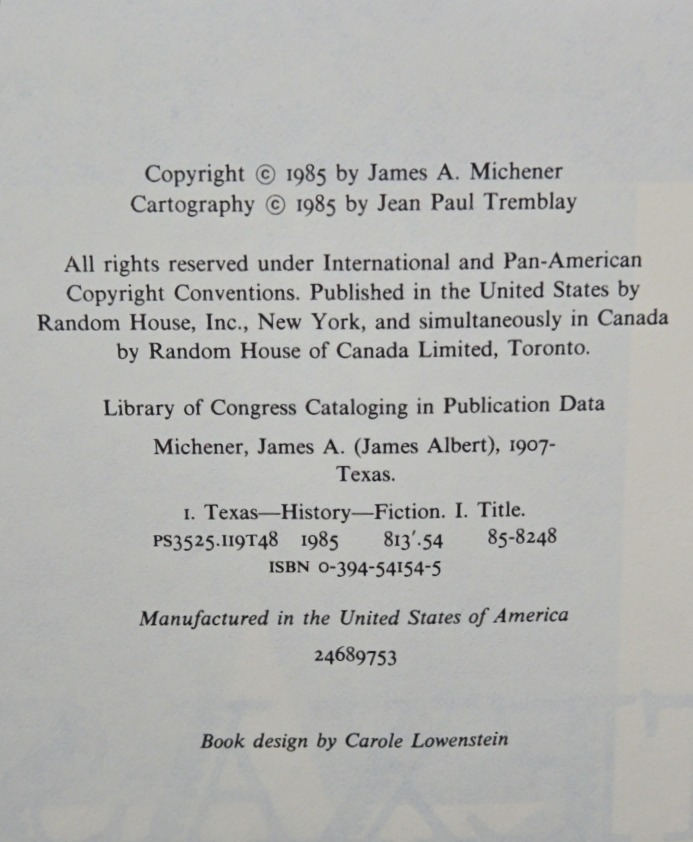 Copyright © 1985 by James A. Michener
Cartography © 1985 by Jean Paul Tremblay
All rights reserved under International and Pan-American
Copyright Conventions. Published in the United States by
Random House, Inc., New York, and simultaneously in Canada
by Random House of Canada Limited, Toronto.
Library of Congress Cataloging in Publication Data
Michener, James A. (James Albert), 1907-
Texas.
1. Texas—History—Fiction. I. Title.
PS3525.I19T48 1985 813′.54 85-8248
ISBN 0-394-54154-5
Manufactured in the United States of America
24689753
Book design by Carole Lowenstein